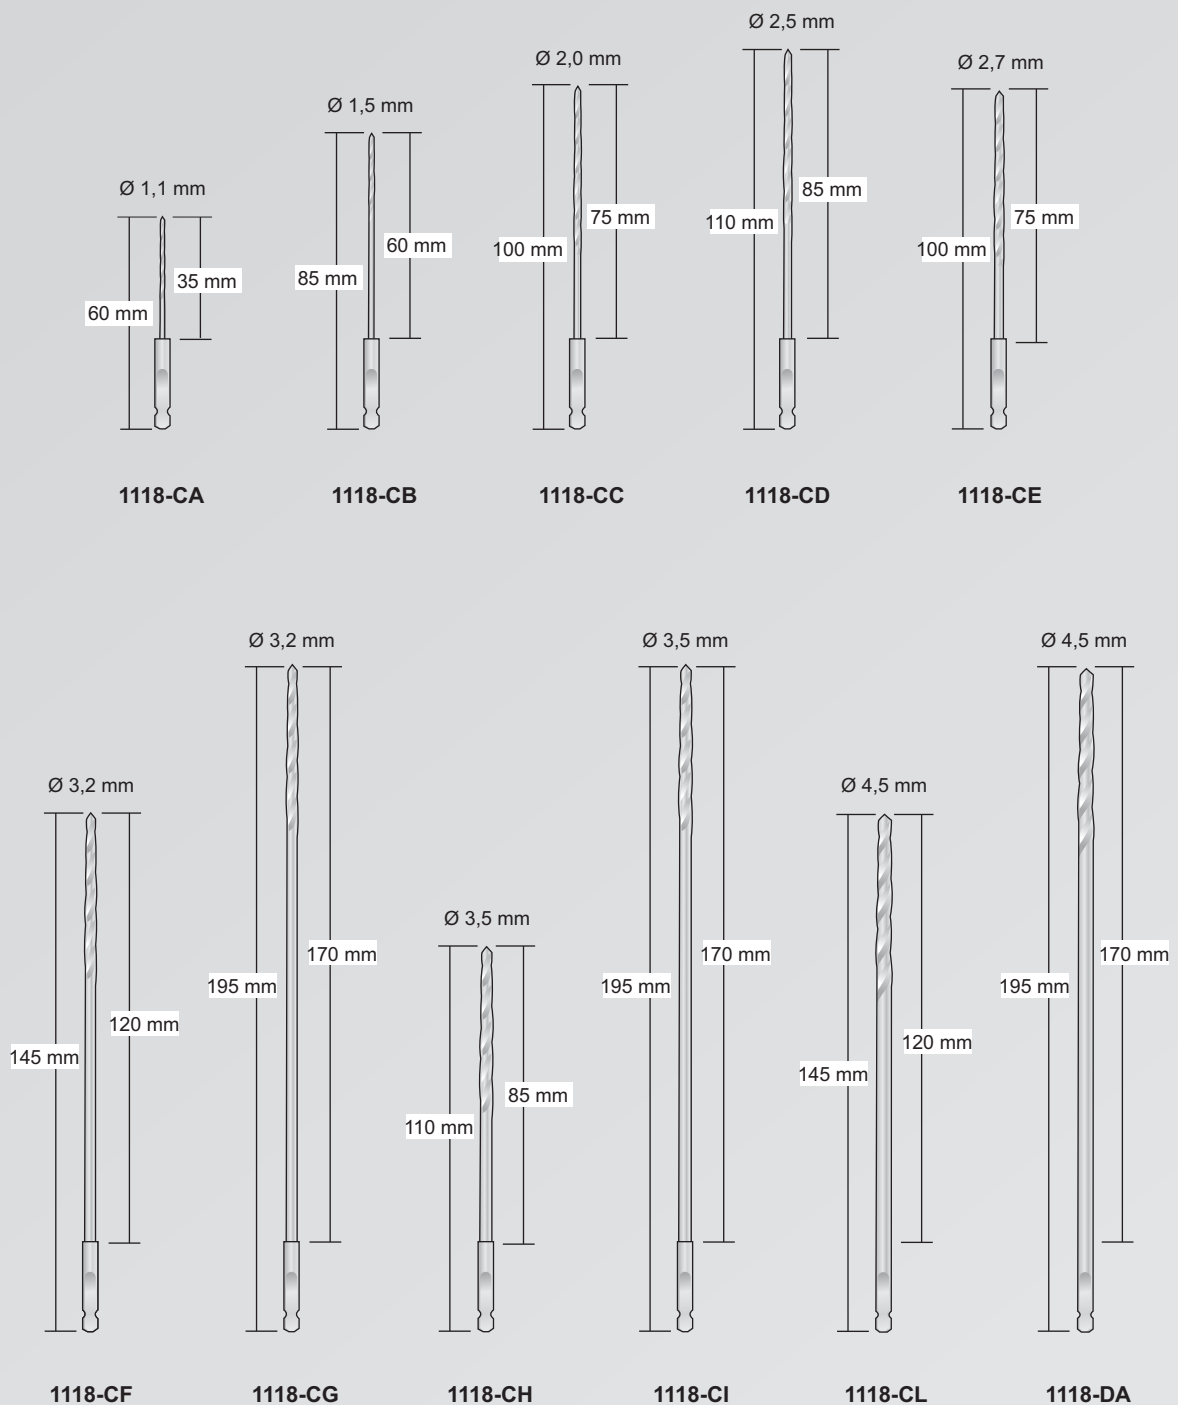 Ø 1,1 mm
60 mm
35 mm
1118-CA
Ø 1,5 mm
85 mm
60 mm
1118-CB
Ø 2,0 mm
100 mm
75 mm
1118-CC
Ø 2,5 mm
110 mm
85 mm
1118-CD
Ø 2,7 mm
100 mm
75 mm
1118-CE
Ø 3,2 mm
145 mm
120 mm
1118-CF
Ø 3,2 mm
195 mm
170 mm
1118-CG
Ø 3,5 mm
110 mm
85 mm
1118-CH
Ø 3,5 mm
195 mm
170 mm
1118-CI
Ø 4,5 mm
145 mm
120 mm
1118-CL
Ø 4,5 mm
195 mm
170 mm
1118-DA